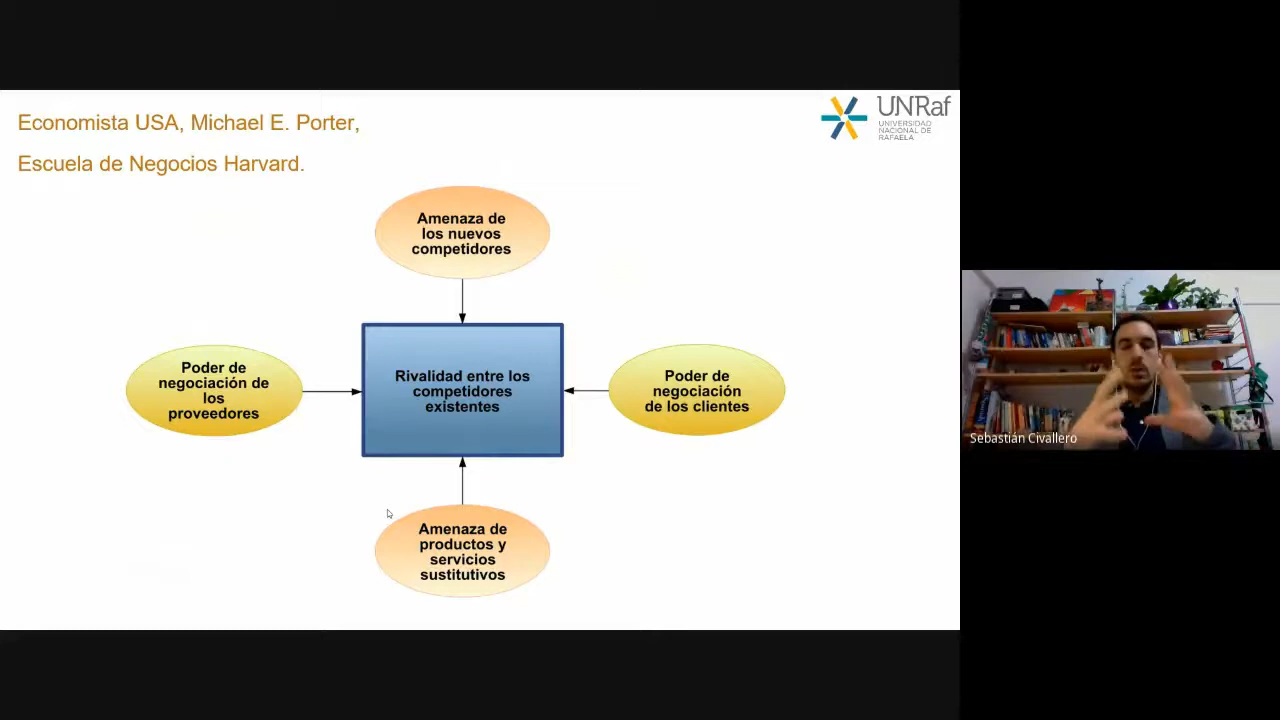 Economista USA, Michael E. Porter,
Escuela de Negocios Harvard.
UNRaf
UNIVERSIDAD
NACIONAL DE
RAFAELA
Amenaza de
los nuevos
competidores
Poder de
negociación de
los
proveedores
Rivalidad entre los
competidores
existentes
Poder de
negociación
de los clientes
Amenaza de
productos y
servicios
sustitutivos
Sebastián Civallero